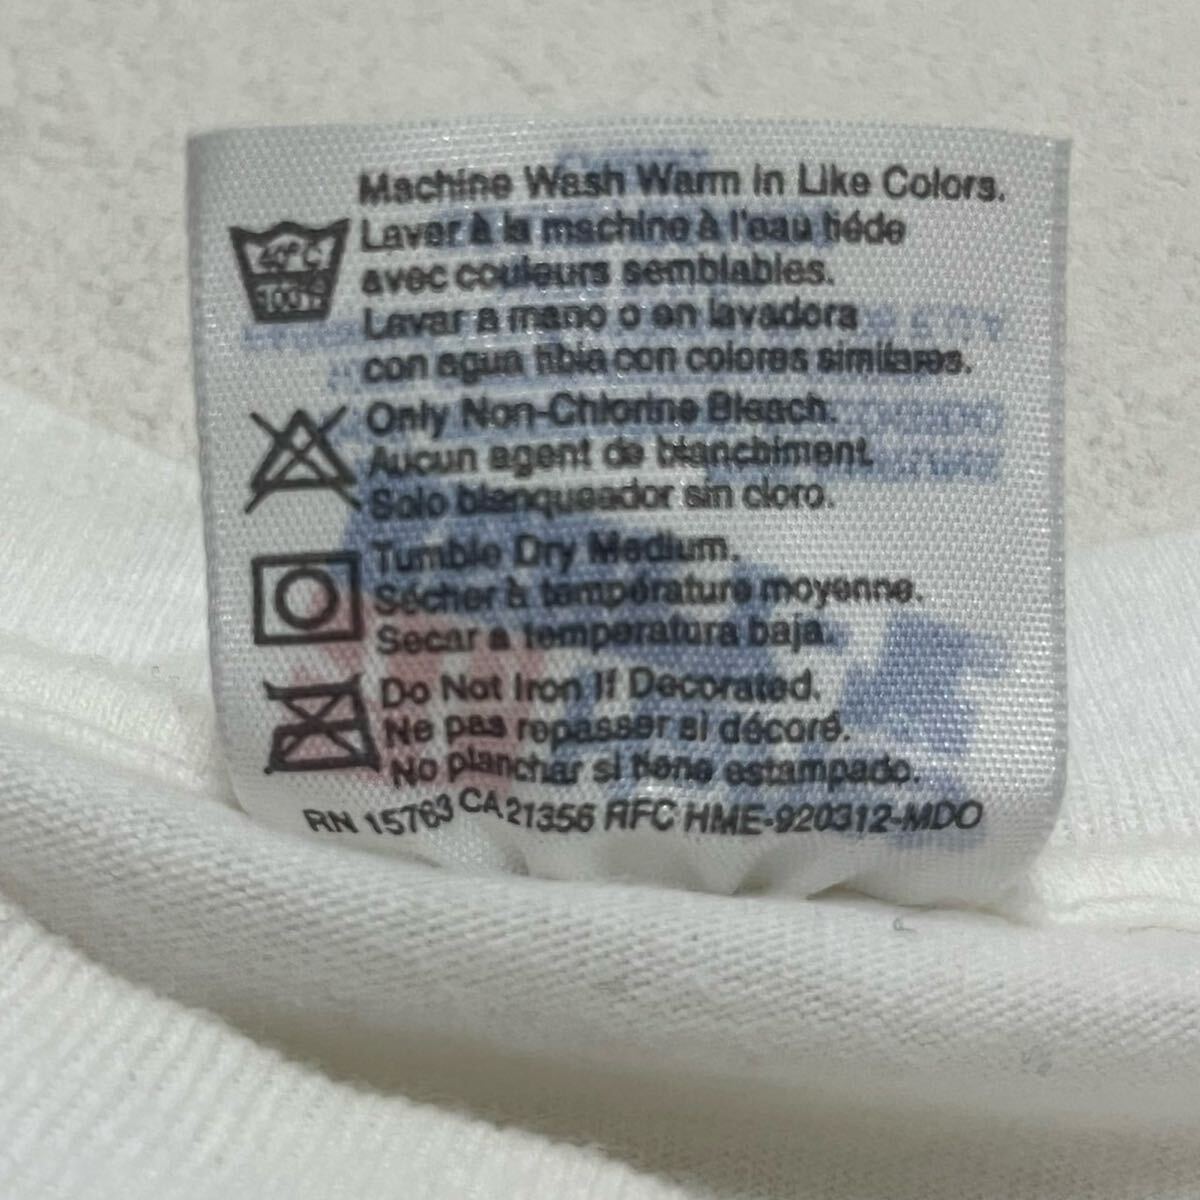 Machine Wash Warm in Like Colors.
40°C
100°F
Laver à la machine à l'eau tiéde
avec couleurs semblables.
Lavar a mano o en lavadora
con agua tibia con colores similares.
Only Non-Chlorine Bleach.
Aucun agent de blanchiment.
Solo blanqueador sin cloro.
Tumble Dry Medium.
Sécher à température moyenne.
Secar a temperatura baja.
Do Not Iron If Decorated.
Ne pas repasser si décoré.
No planchar si tiene estampado.
RN 15763 CA 21356 RFC HME-920312-MDO